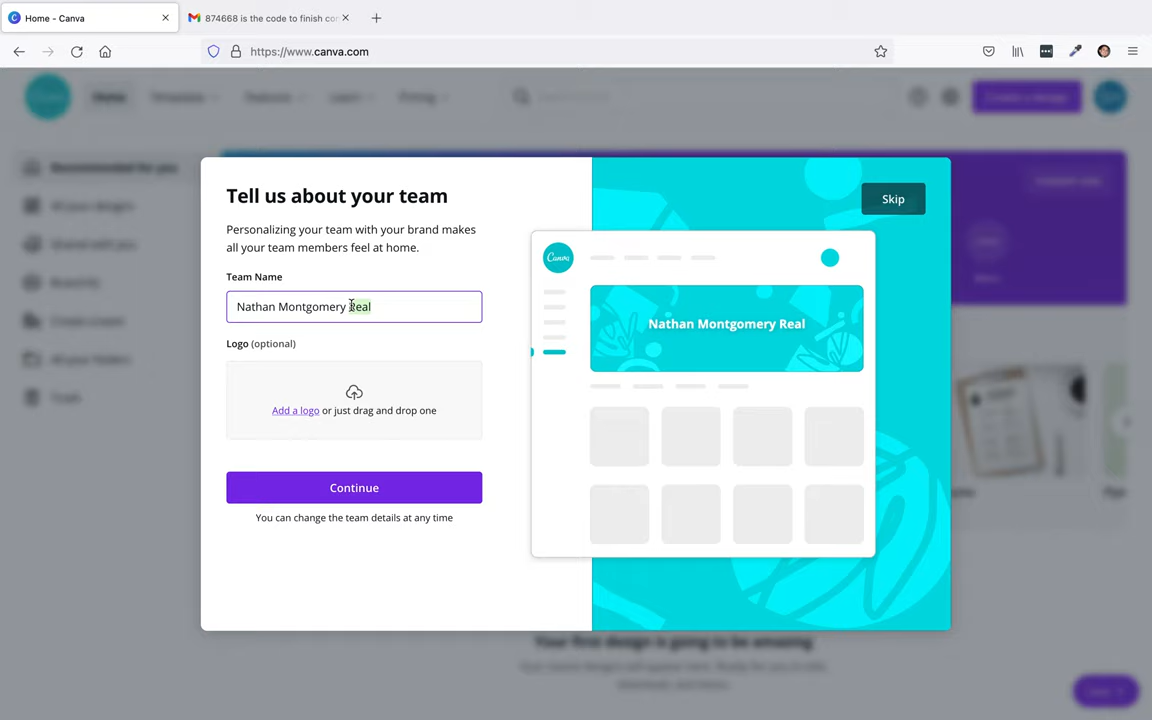 Home - Canva
874668 is the code to finish co
https://www.canva.com
Home
Templates
Features
Learn
Pricing
Create a design
Recommended for you
All your designs
Shared with you
Brand Kit
Create a team
All your folders
Trash
Tell us about your team
Skip
Personalizing your team with your brand makes
all your team members feel at home.
Team Name
Nathan Montgomery Real
Logo (optional)
Add a logo or just drag and drop one
Continue
You can change the team details at any time
Canva
Nathan Montgomery Real
Your first design is going to be amazing